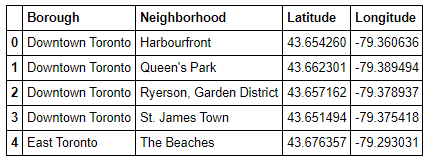 Borough Neighborhood Latitude Longitude
0 Downtown Toronto Harbourfront 43.654260 -79.360636
1 Downtown Toronto Queen's Park 43.662301 -79.389494
2 Downtown Toronto Ryerson, Garden District 43.657162 -79.378937
3 Downtown Toronto St. James Town 43.651494 -79.375418
4 East Toronto The Beaches 43.676357 -79.293031